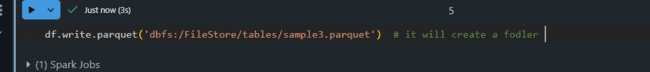 Just now (3s)
5
df.write.parquet('dbfs:/FileStore/tables/sample3.parquet')  # it will create a fodler
(1) Spark Jobs